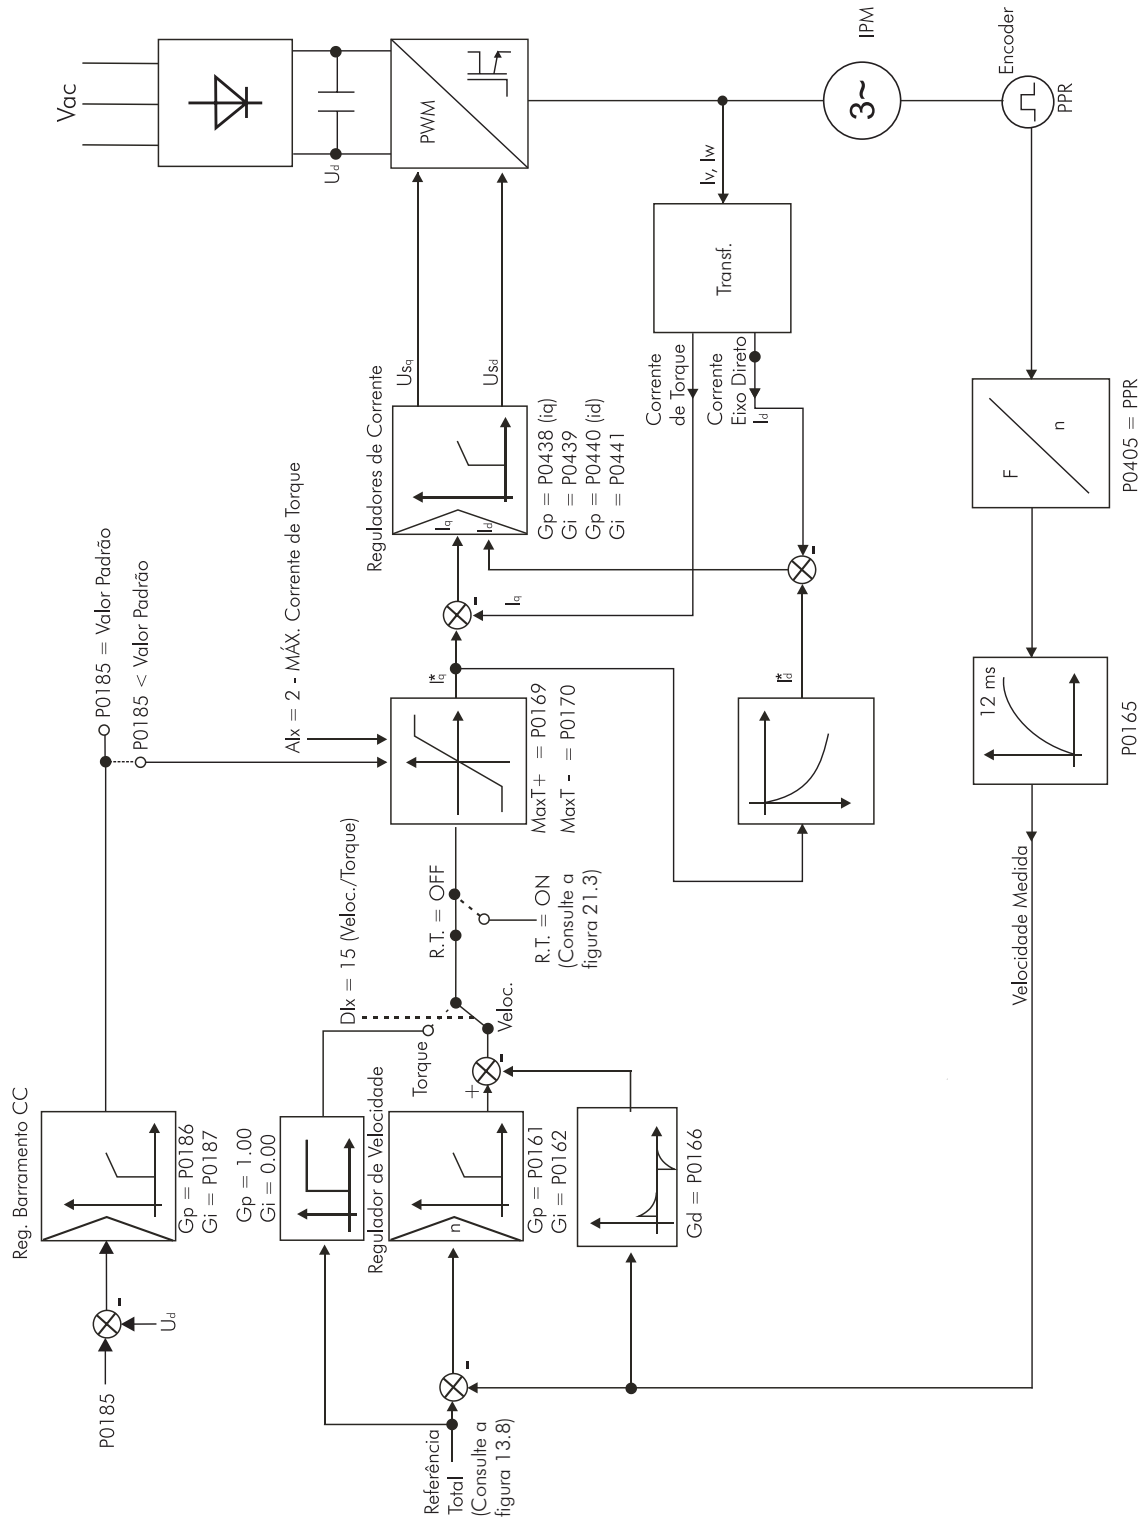 Reg. Barramento CC
P0185
Ud
-
Gp = P0186
Gi = P0187
P0185 = Valor Padrão
P0185 < Valor Padrão
Vac
Ud
PWM
Gp = 1.00
Gi = 0.00
DIx = 15 (Veloc./Torque)
AIx = 2 - MÁX. Corrente de Torque
Referência
Total
(Consulte a
figura 13.8)
-
Regulador de Velocidade
n
Gp = P0161
Gi = P0162
Torque
+
-
Veloc.
R.T. = OFF
R.T. = ON
(Consulte a
figura 21.3)
MaxT+ = P0169
MaxT - = P0170
I*q
-
Iq
Reguladores de Corrente
Iq
Id
Usq
Usd
Gp = P0438 (iq)
Gi = P0439
Gp = P0440 (id)
Gi = P0441
Gd = P0166
I*d
-
Corrente
de Torque
Corrente
Eixo Direto
Id
Transf.
Iv, Iw
3~
IPM
Velocidade Medida
12 ms
P0165
F
n
P0405 = PPR
Encoder
PPR